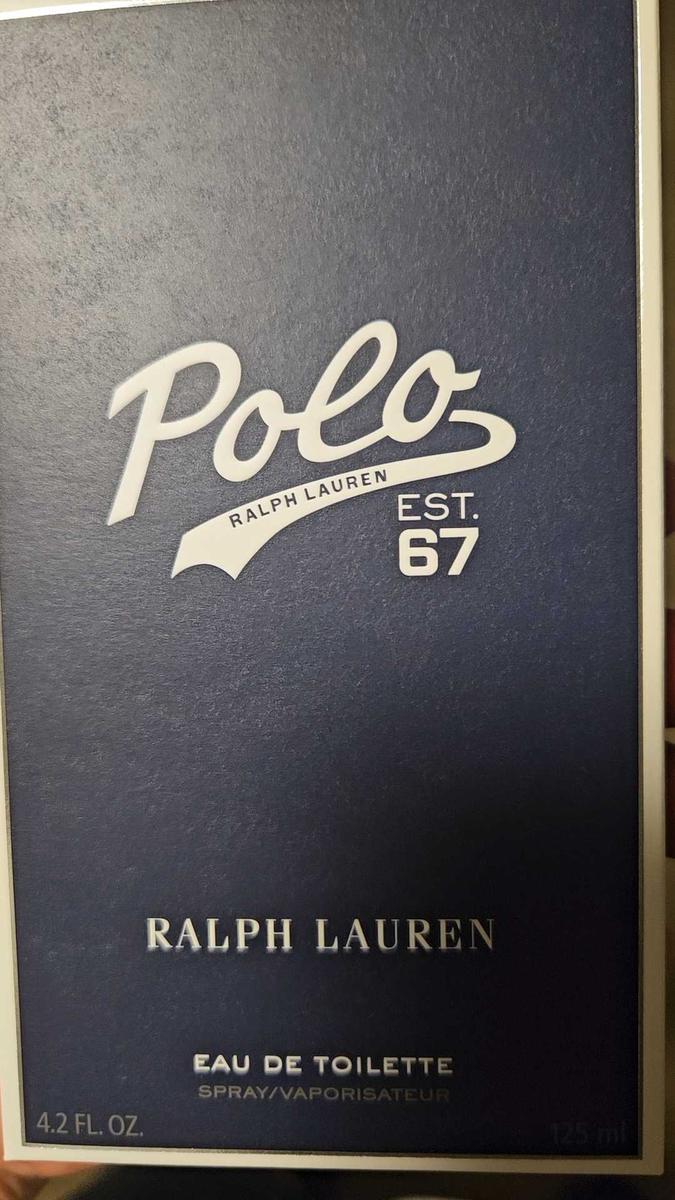 Polo
RALPH LAUREN
EST.
67
RALPH LAUREN
EAU DE TOILETTE
SPRAY/VAPORISATEUR
4.2 FL. OZ.
125 ml